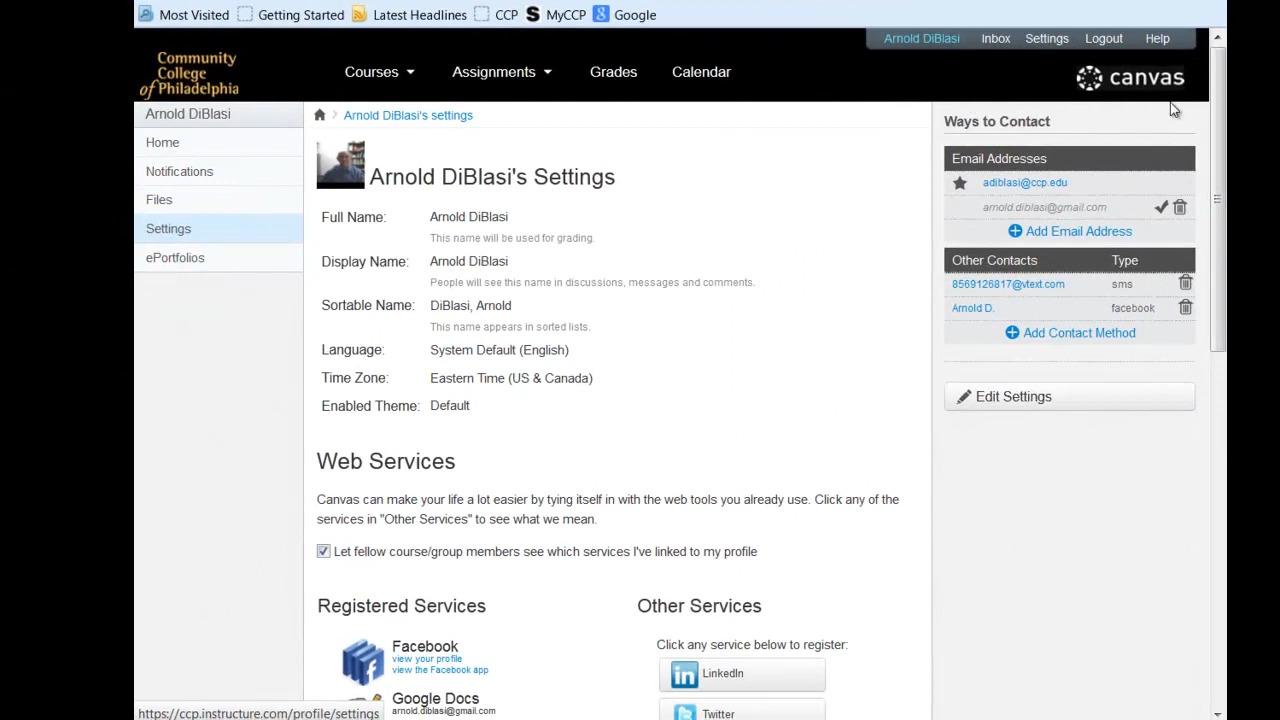 Most Visited Getting Started Latest Headlines CCP S MyCCP Google
Arnold DiBlasi Inbox Settings Logout Help
Community
College
of Philadelphia
Courses Assignments Grades Calendar
canvas
Arnold DiBlasi
Home
Notifications
Files
Settings
ePortfolios
Arnold DiBlasi's settings
Arnold DiBlasi's Settings
Full Name: Arnold DiBlasi
This name will be used for grading.
Display Name: Arnold DiBlasi
People will see this name in discussions, messages and comments.
Sortable Name: DiBlasi, Arnold
This name appears in sorted lists.
Language: System Default (English)
Time Zone: Eastern Time (US & Canada)
Enabled Theme: Default
Web Services
Canvas can make your life a lot easier by tying itself in with the web tools you already use. Click any of the
services in "Other Services" to see what we mean.
Let fellow course/group members see which services I've linked to my profile
Registered Services
Facebook
view your profile
view the Facebook app
Google Docs
arnold.diblasi@gmail.com
Other Services
Click any service below to register:
LinkedIn
Twitter
Ways to Contact
Email Addresses
adiblasi@ccp.edu
arnold.diblasi@gmail.com
Add Email Address
Other Contacts Type
8569126817@vtext.com sms
Arnold D. facebook
Add Contact Method
Edit Settings
https://ccp.instructure.com/profile/settings